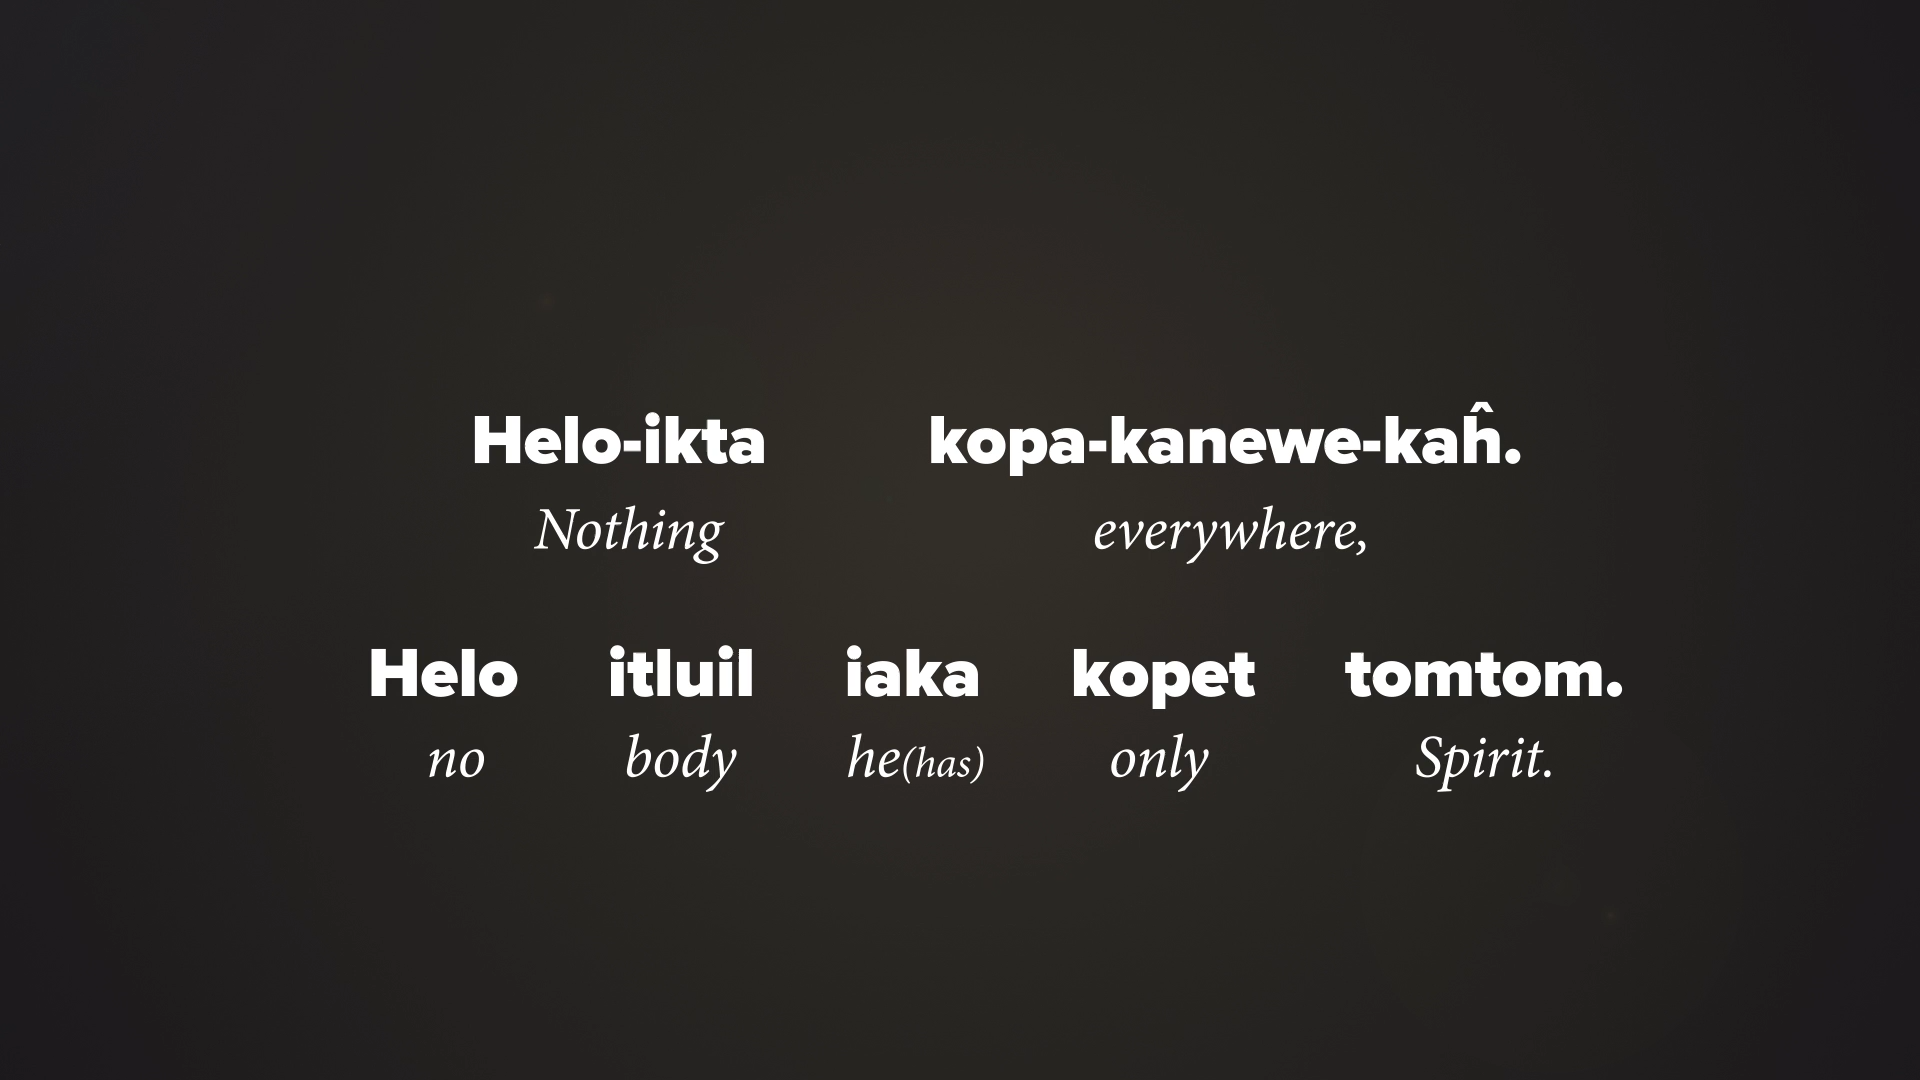 Helo-ikta kopa-kanewe-kaĥ.
Nothing everywhere,
Helo itluil iaka kopet tomtom.
no body he(has) only Spirit.